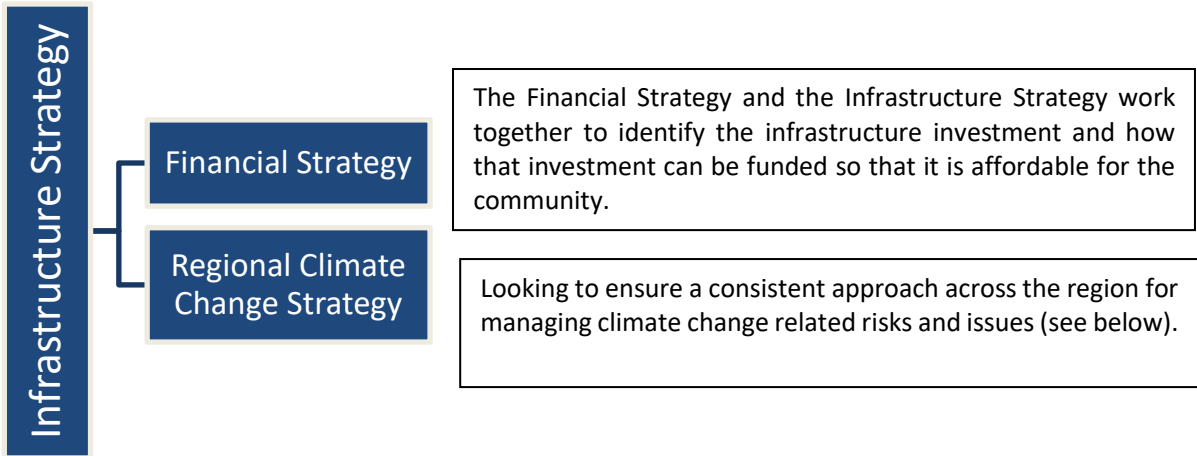 Infrastructure Strategy
Financial Strategy
The Financial Strategy and the Infrastructure Strategy work
together to identify the infrastructure investment and how
that investment can be funded so that it is affordable for the
community.
Regional Climate
Change Strategy
Looking to ensure a consistent approach across the region for
managing climate change related risks and issues (see below).